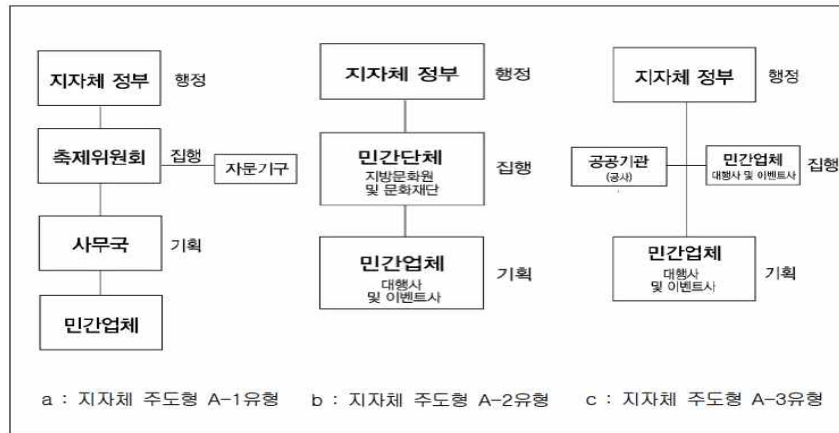 지자체 정부
행정
축제위원회
집행
자문기구
사무국
기획
민간업체
a : 지자체 주도형 A-1유형
지자체 정부
행정
민간단체
지방문화원
및 문화재단
집행
민간업체
대행사
및 이벤트사
기획
b : 지자체 주도형 A-2유형
지자체 정부
행정
공공기관
(공사)
민간업체
대행사 및 이벤트사
집행
민간업체
대행사
및 이벤트사
기획
c : 지자체 주도형 A-3유형